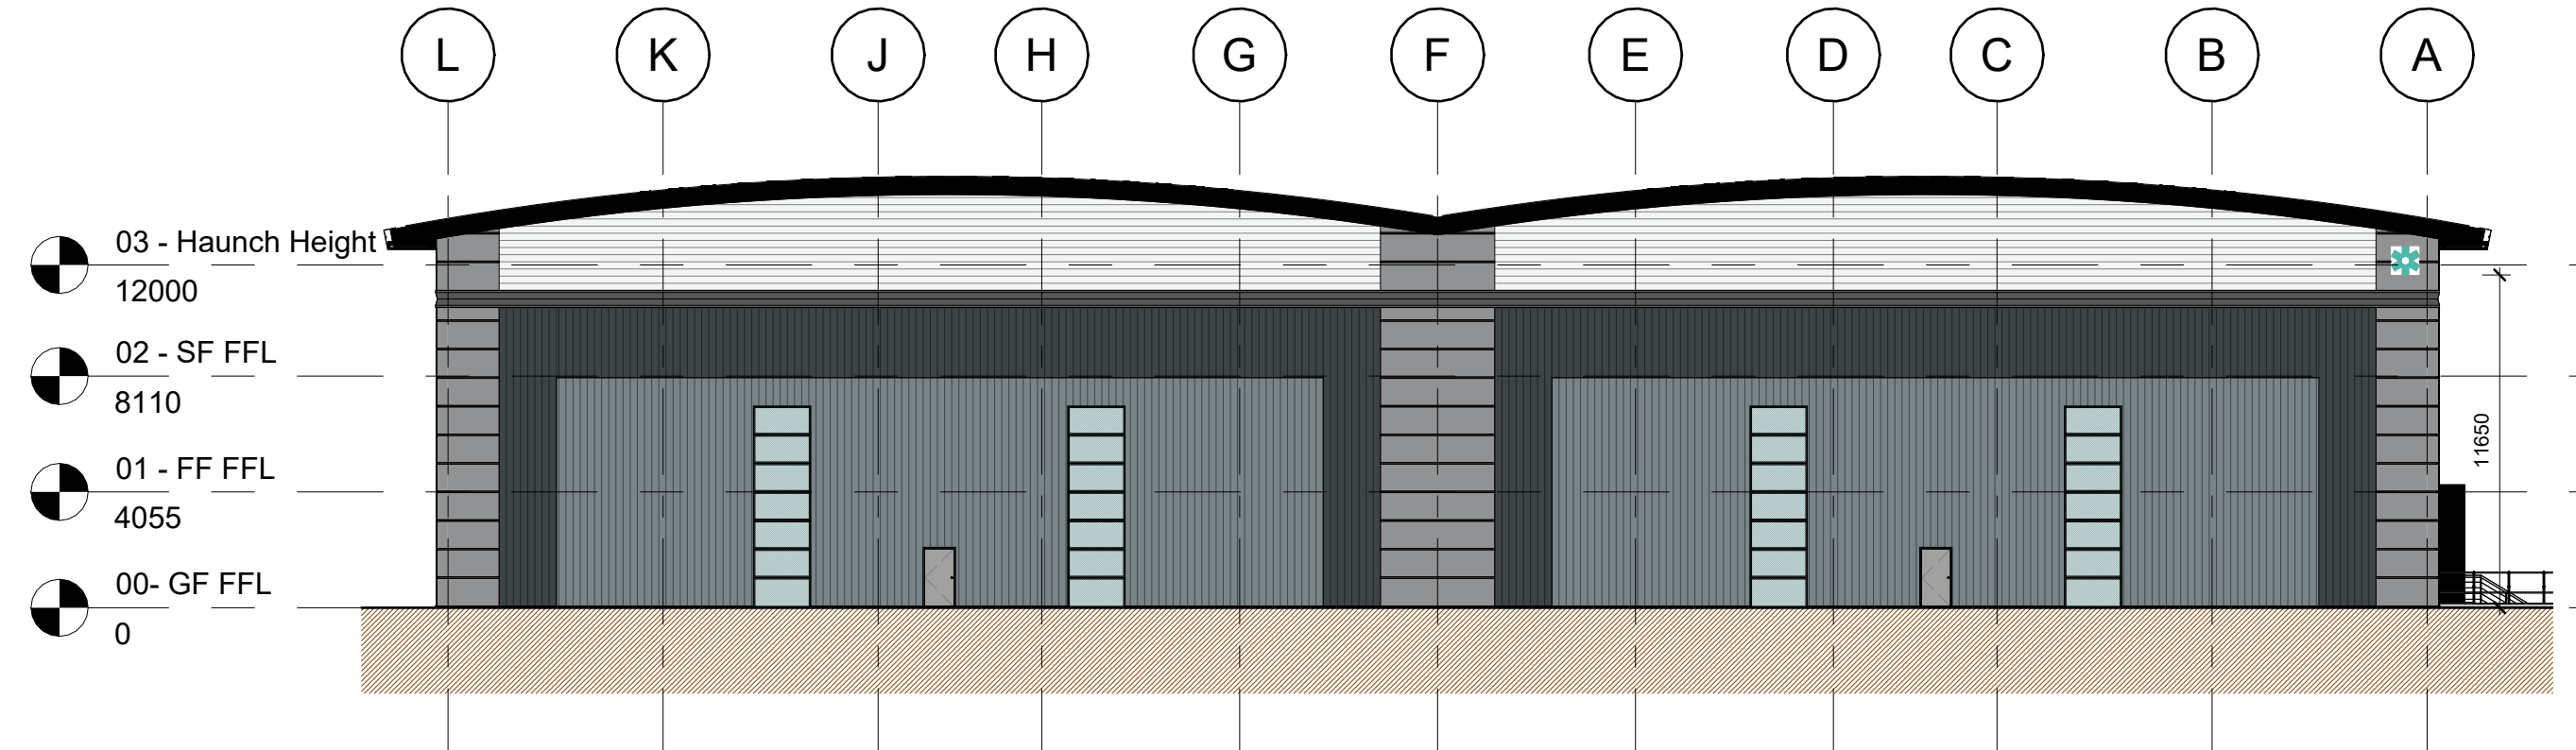 L K J H G F E D C B A
03 - Haunch Height
12000
02 - SF FFL
8110
01 - FF FFL
4055
00- GF FFL
0
11650